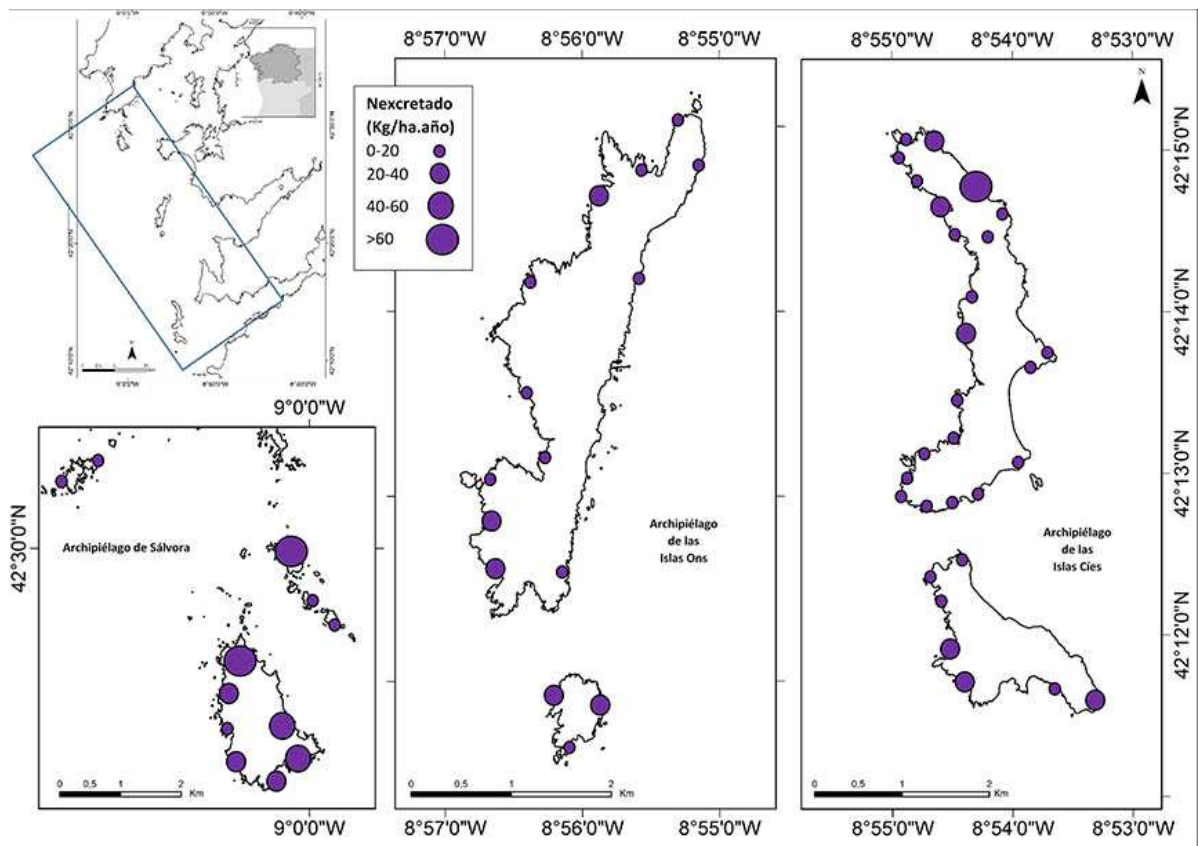 8°57'0"W
8°56'0"W
8°55'0"W
8°55'0"W
8°54'0"W
8°53'0"W
Nexcretado
(Kg/ha.año)
0-20
20-40
40-60
>60
N
42°15'0"N
42°14'0"N
42°13'0"N
42°12'0"N
9°0'0"W
42°30'0"N
Archipiélago de Sálvora
Archipiélago
de las
Islas Ons
Archipiélago
de las
Islas Cíes
0 0,5 1 2
Km
0 0,5 1 2
Km
0 0,5 1 2
Km
9°0'0"W
8°57'0"W
8°56'0"W
8°55'0"W
8°55'0"W
8°54'0"W
8°53'0"W